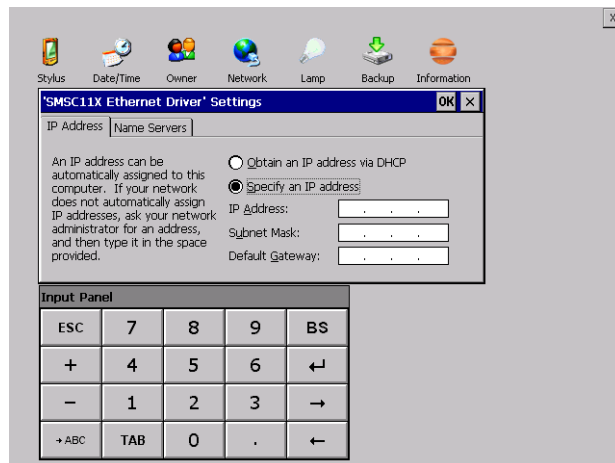 X
Stylus Date/Time Owner Network Lamp Backup Information
'SMSC11X Ethernet Driver' Settings OK ×
IP Address Name Servers
An IP address can be
automatically assigned to this
computer. If your network
does not automatically assign
IP addresses, ask your network
administrator for an address,
and then type it in the space
provided.
Obtain an IP address via DHCP
Specify an IP address
IP Address: . . .
Subnet Mask: . . .
Default Gateway: . . .
Input Panel
ESC 7 8 9 BS
+ 4 5 6 ↵
− 1 2 3 →
→ABC TAB 0 . ←